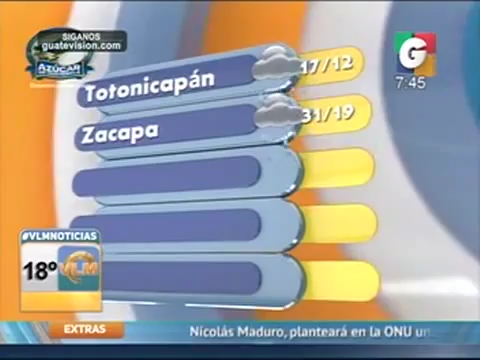 SIGANOS
guatevision.com
AZÚCAR
G
7:45
Totonicapán 17/12
Zacapa 31/19
#VLMNOTICIAS
18º VLM
EXTRAS Nicolás Maduro, planteará en la ONU un